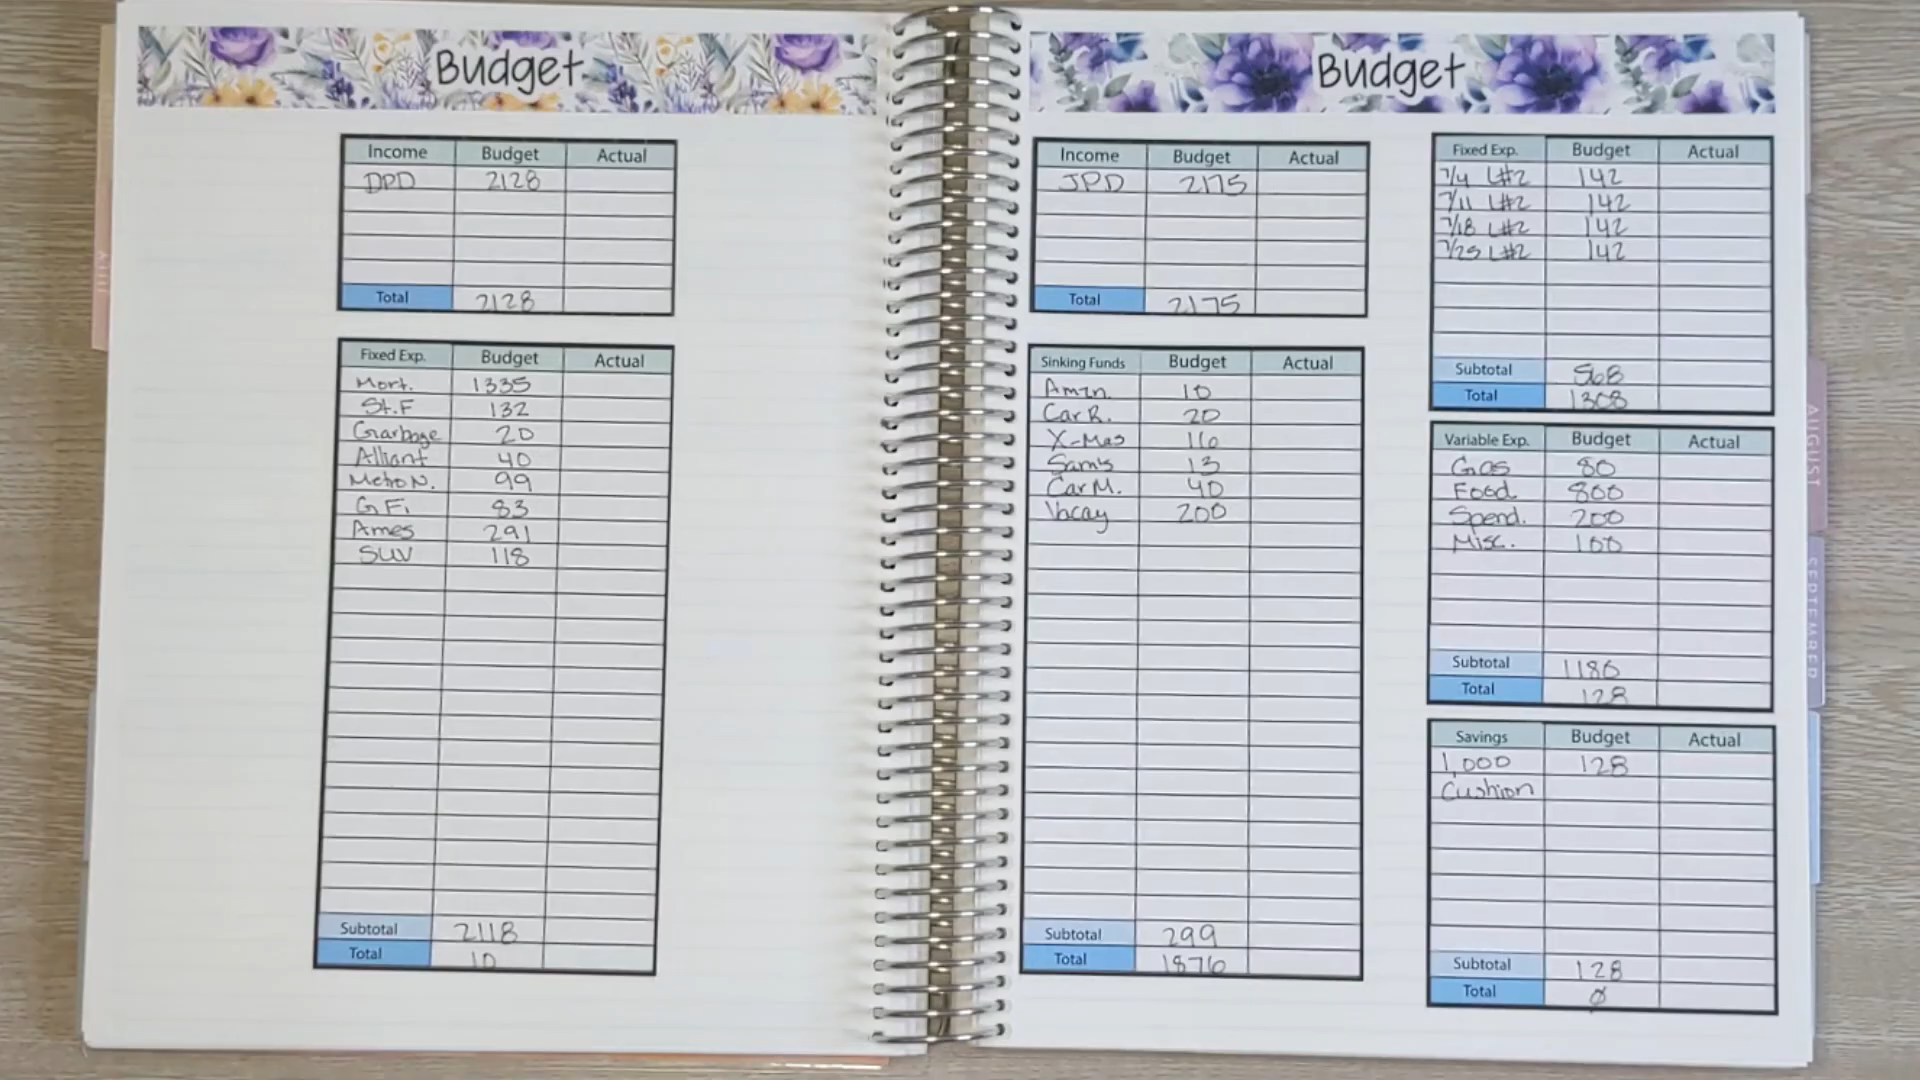 Budget
Income Budget Actual
DPD 2128
Total 2128
Fixed Exp. Budget Actual
Mort. 1335
St.F 132
Garbage 20
Alliant 40
Metro N. 99
G Fi 83
Ames 291
SUV 118
Subtotal 2118
Total 10
Budget
Income Budget Actual
JPD 2175
Total 2175
Sinking Funds Budget Actual
Amzn. 10
Car R. 20
X-Mas 16
Sam's 13
Car M. 40
Vacay 200
Subtotal 299
Total 1876
Fixed Exp. Budget Actual
7/4 L#2 142
7/11 L#2 142
7/18 L#2 142
7/25 L#2 142
Subtotal 568
Total 1308
Variable Exp. Budget Actual
Gas 80
Food 800
Spend. 200
Misc. 100
Subtotal 1180
Total 128
Savings Budget Actual
1,000 128
Cushion
Subtotal 128
Total 0
AUGUST
SEPTEMBER